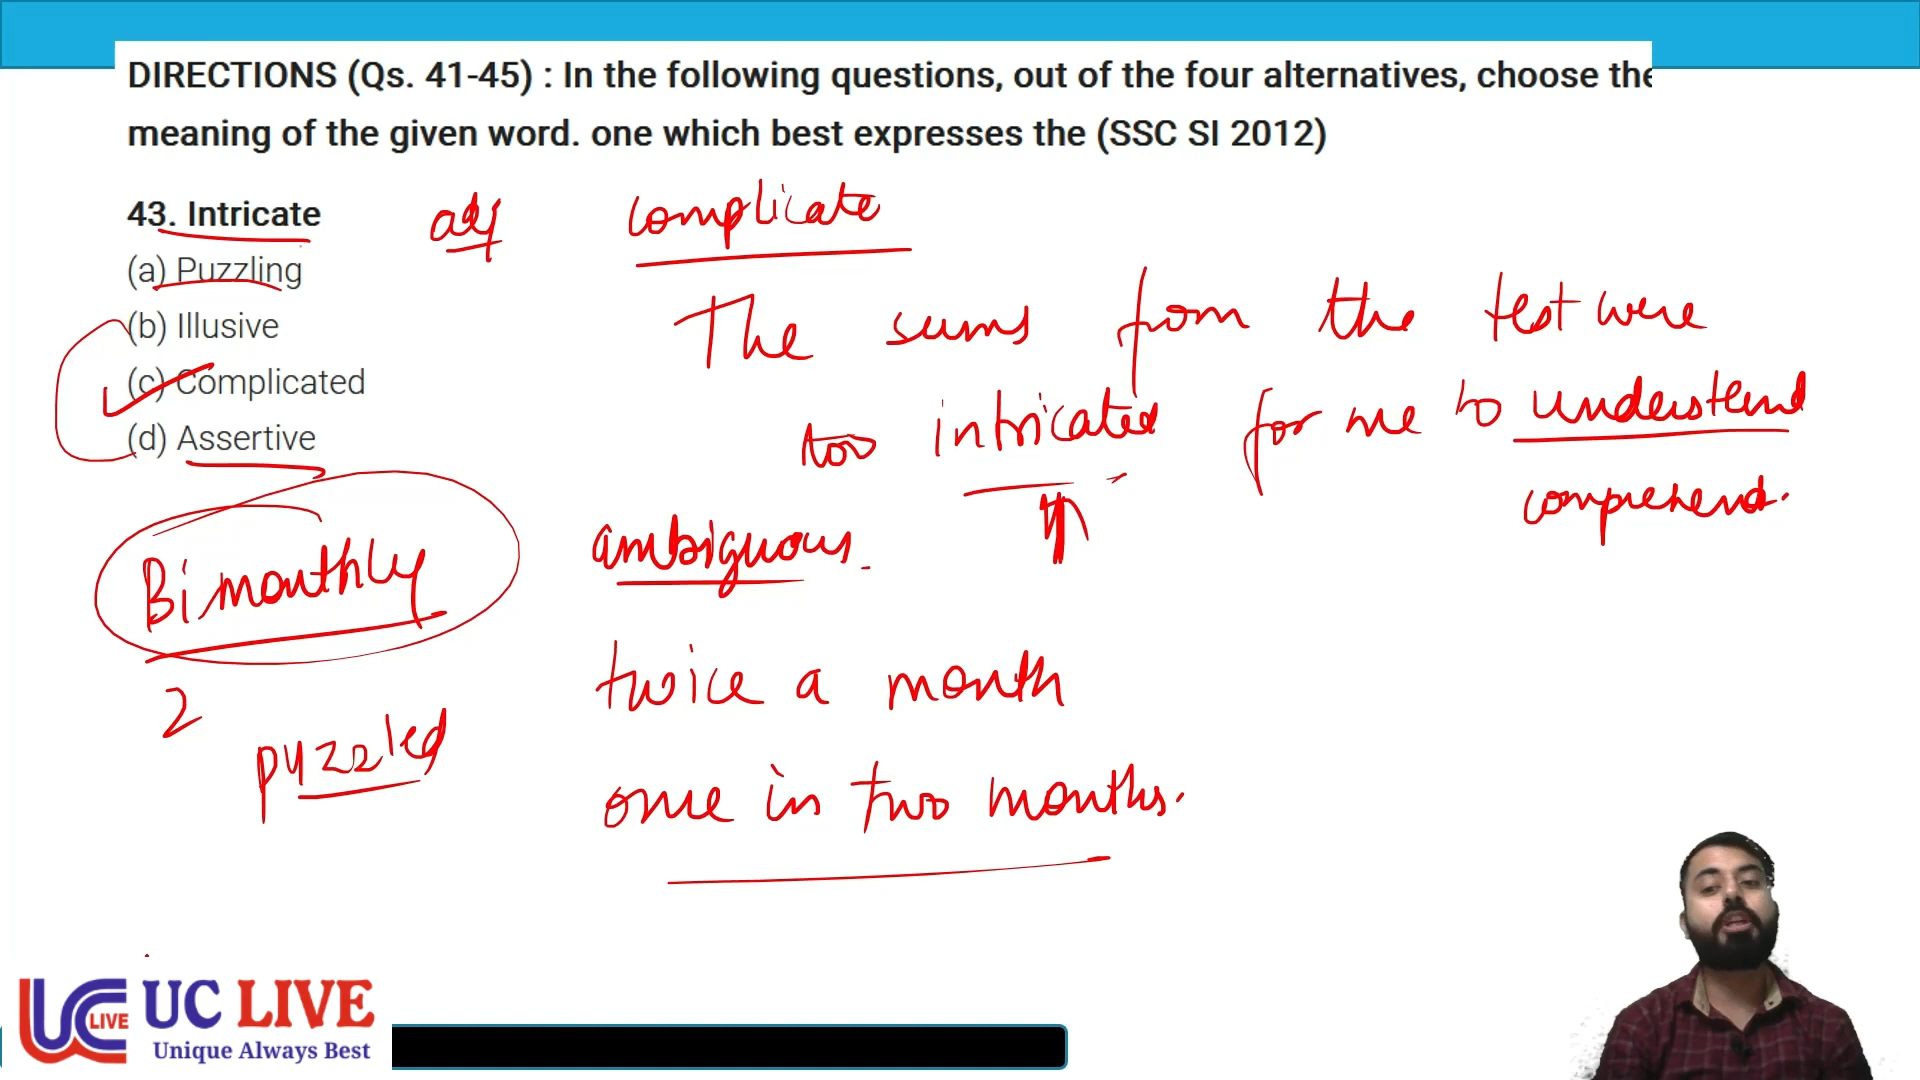 DIRECTIONS (Qs. 41-45) : In the following questions, out of the four alternatives, choose the
meaning of the given word. one which best expresses the (SSC SI 2012)
43. Intricate adj complicate
(a) Puzzling
(b) Illusive
(c) Complicated
(d) Assertive
The sums from the test were
too intricated for me to understand
comprehend.
Bimonthly ambiguous.
2 twice a month
puzzled
once in two months.
UC LIVE
LIVE
Unique Always Best